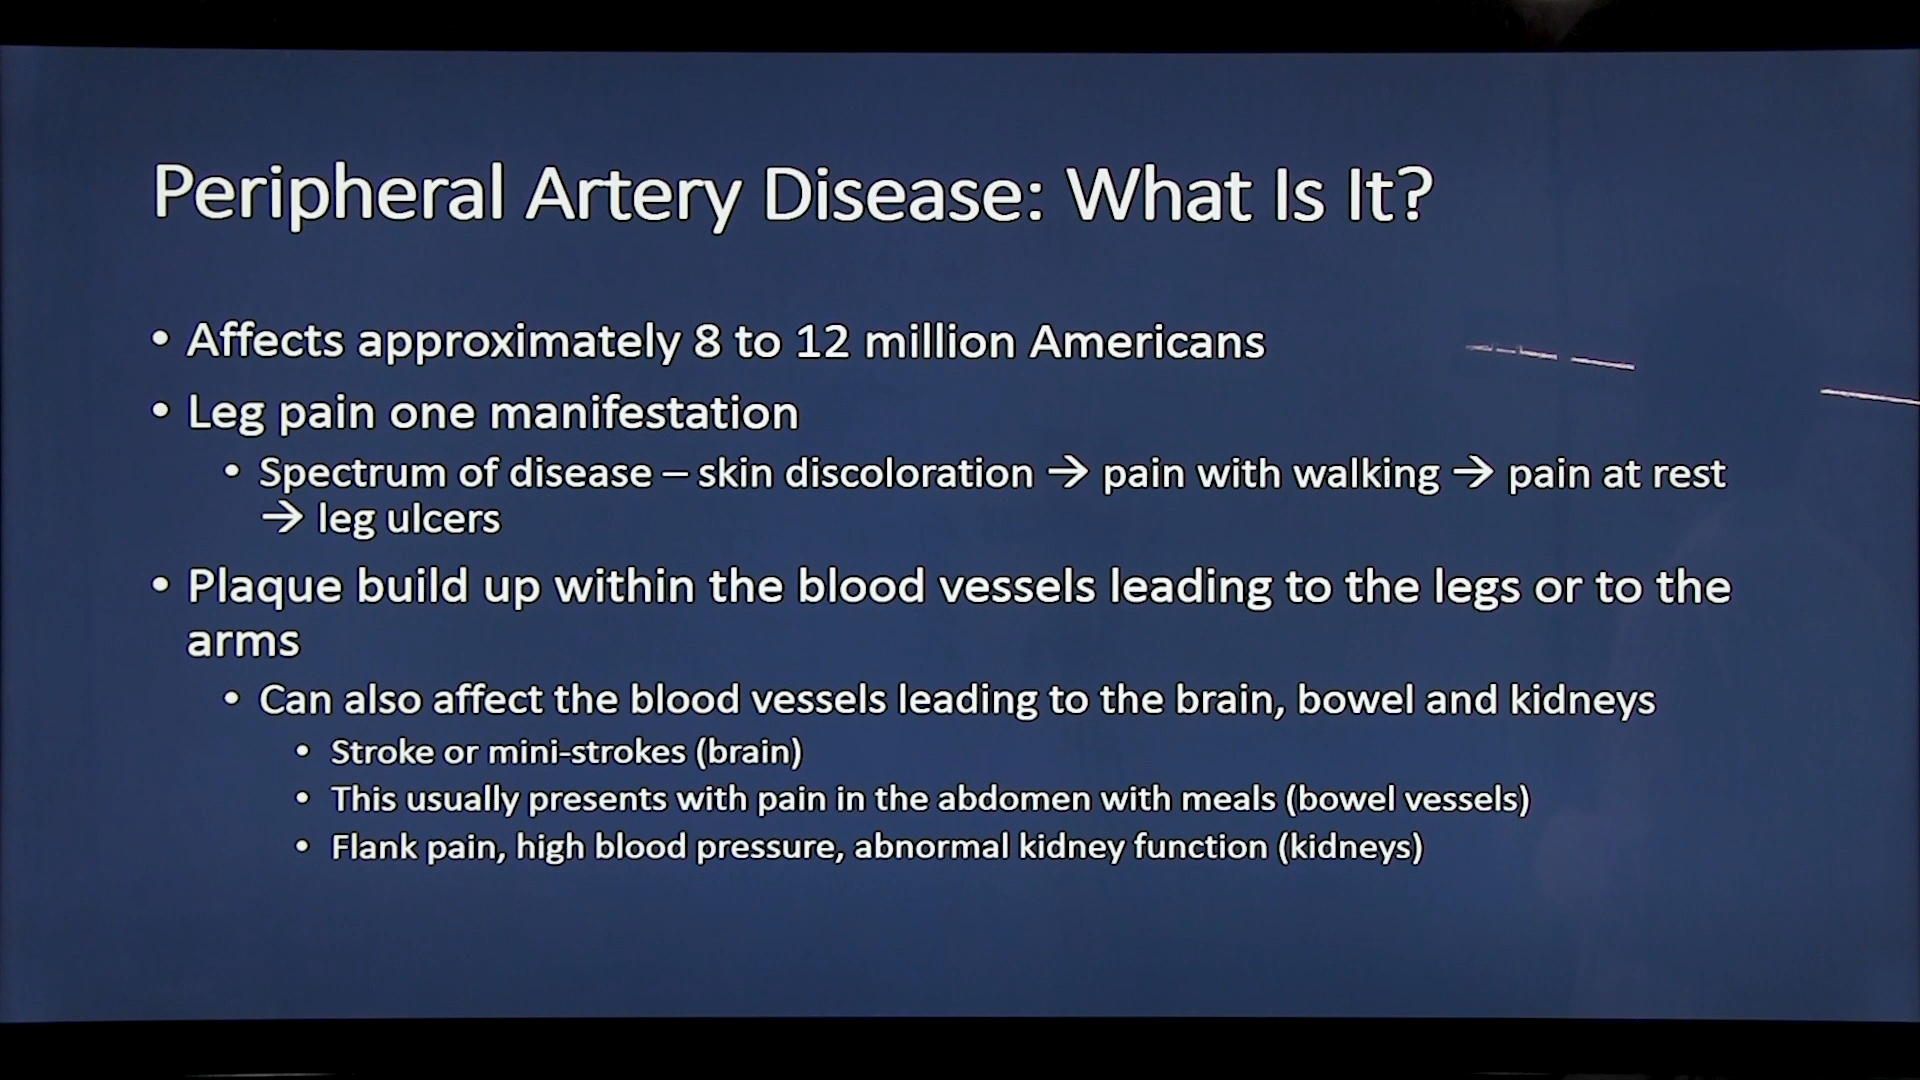 Peripheral Artery Disease: What Is It?
• Affects approximately 8 to 12 million Americans
• Leg pain one manifestation
• Spectrum of disease – skin discoloration → pain with walking → pain at rest
→ leg ulcers
• Plaque build up within the blood vessels leading to the legs or to the
arms
• Can also affect the blood vessels leading to the brain, bowel and kidneys
• Stroke or mini-strokes (brain)
• This usually presents with pain in the abdomen with meals (bowel vessels)
• Flank pain, high blood pressure, abnormal kidney function (kidneys)